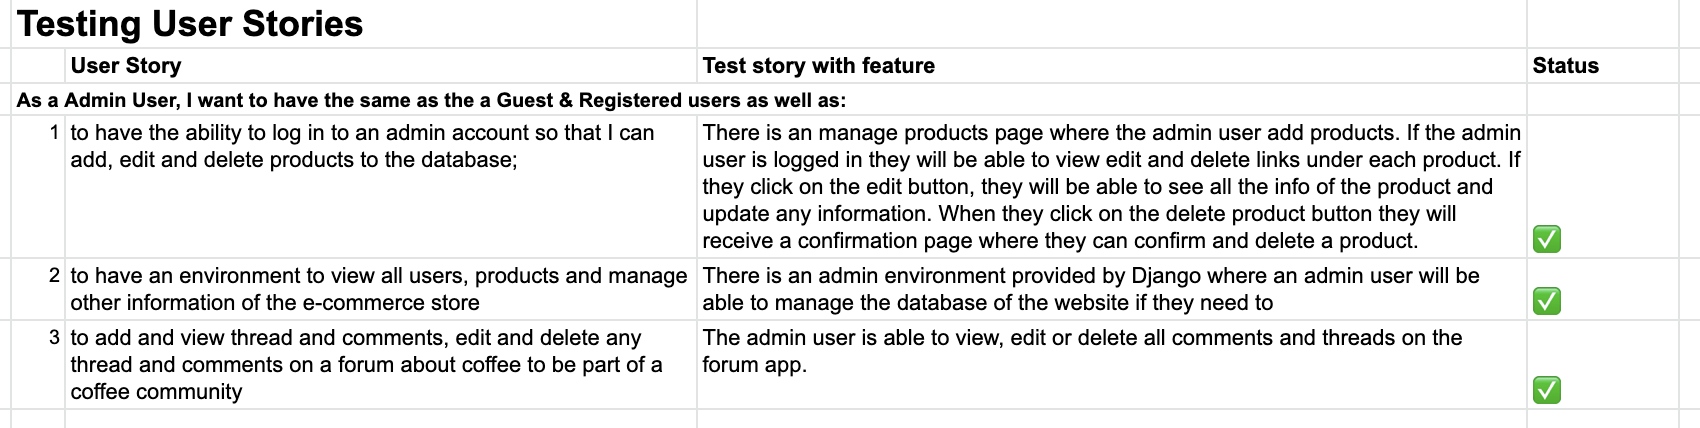 Testing User Stories
User Story
Test story with feature
Status
As a Admin User, I want to have the same as the a Guest & Registered users as well as:
1
to have the ability to log in to an admin account so that I can
add, edit and delete products to the database;
There is an manage products page where the admin user add products. If the admin
user is logged in they will be able to view edit and delete links under each product. If
they click on the edit button, they will be able to see all the info of the product and
update any information. When they click on the delete product button they will
receive a confirmation page where they can confirm and delete a product.
✅
2
to have an environment to view all users, products and manage
other information of the e-commerce store
There is an admin environment provided by Django where an admin user will be
able to manage the database of the website if they need to
✅
3
to add and view thread and comments, edit and delete any
thread and comments on a forum about coffee to be part of a
coffee community
The admin user is able to view, edit or delete all comments and threads on the
forum app.
✅